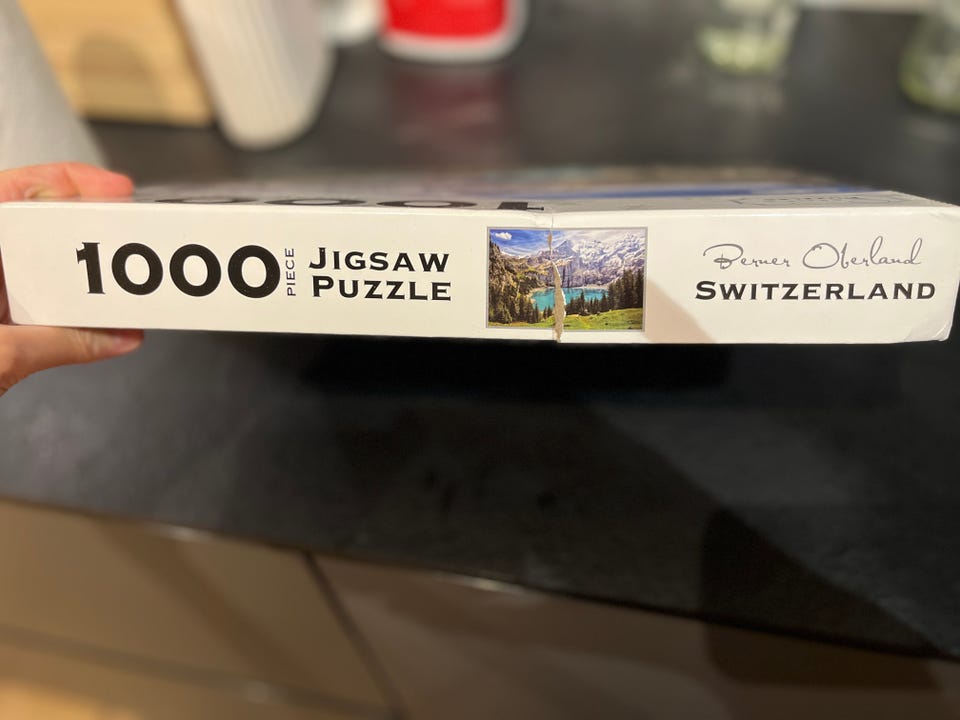 1000
PIECE
JIGSAW
PUZZLE
Berner Oberland
SWITZERLAND